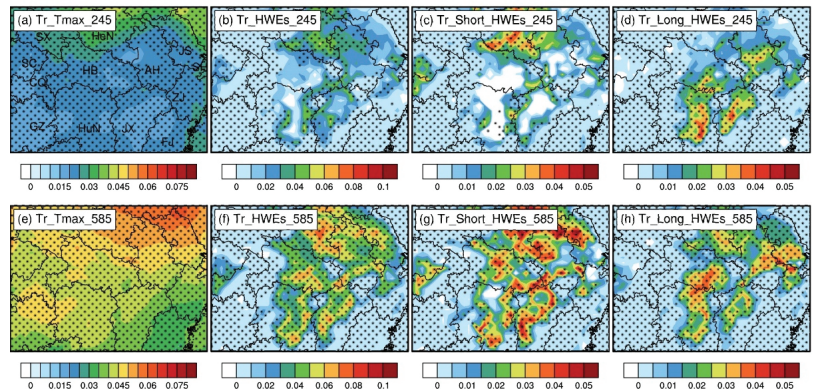 (a) Tr_Tmax_245
(b) Tr_HWEs_245
(c) Tr_Short_HWEs_245
(d) Tr_Long_HWEs_245
HeN
JS
SC
HB
AH
CQ
ZJ
GZ
HuN
JX
FJ
0 0.015 0.03 0.045 0.06 0.075
0 0.02 0.04 0.06 0.08 0.1
0 0.01 0.02 0.03 0.04 0.05
0 0.01 0.02 0.03 0.04 0.05
(e) Tr_Tmax_585
(f) Tr_HWEs_585
(g) Tr_Short_HWEs_585
(h) Tr_Long_HWEs_585
0 0.015 0.03 0.045 0.06 0.075
0 0.02 0.04 0.06 0.08 0.1
0 0.01 0.02 0.03 0.04 0.05
0 0.01 0.02 0.03 0.04 0.05